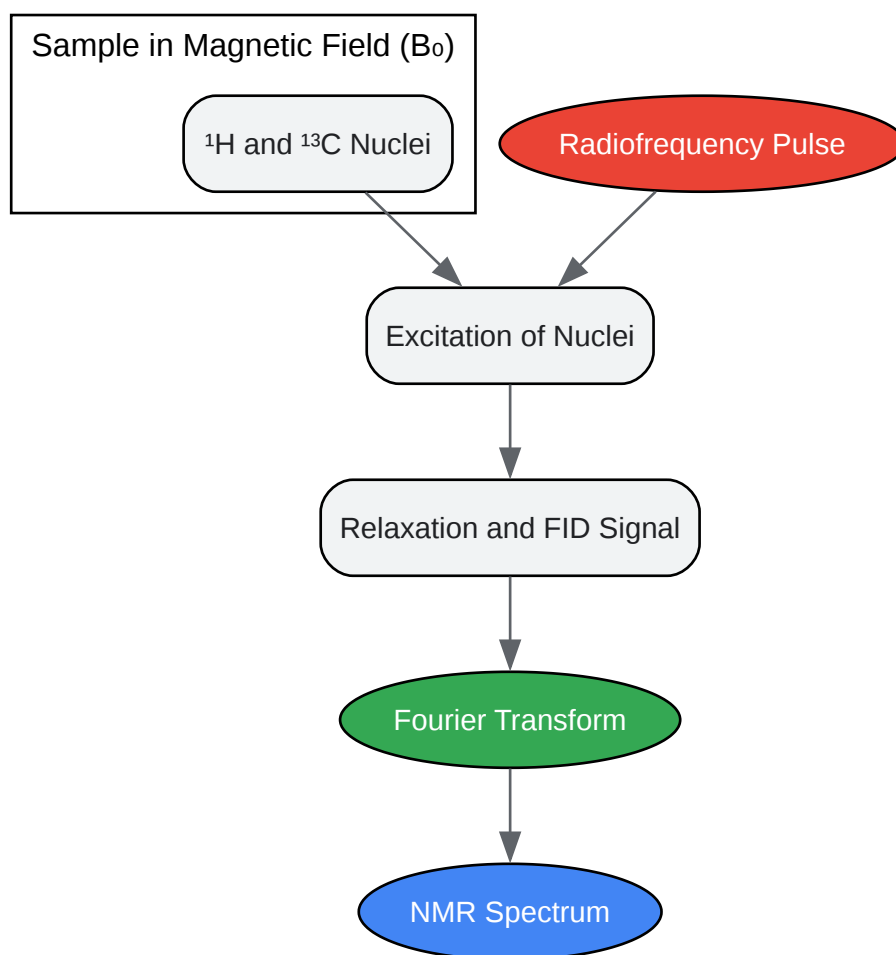 Sample in Magnetic Field (B₀)
¹H and ¹³C Nuclei
Radiofrequency Pulse
Excitation of Nuclei
Relaxation and FID Signal
Fourier Transform
NMR Spectrum